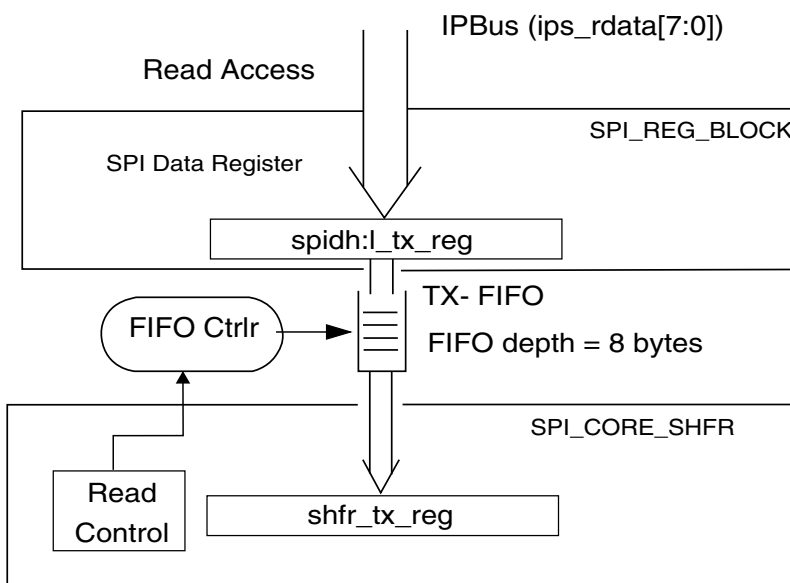 IPBus (ips_rdata[7:0])
Read Access
SPI_REG_BLOCK
SPI Data Register
spidh:l_tx_reg
TX- FIFO
FIFO Ctrlr
FIFO depth = 8 bytes
SPI_CORE_SHFR
Read
Control
shfr_tx_reg